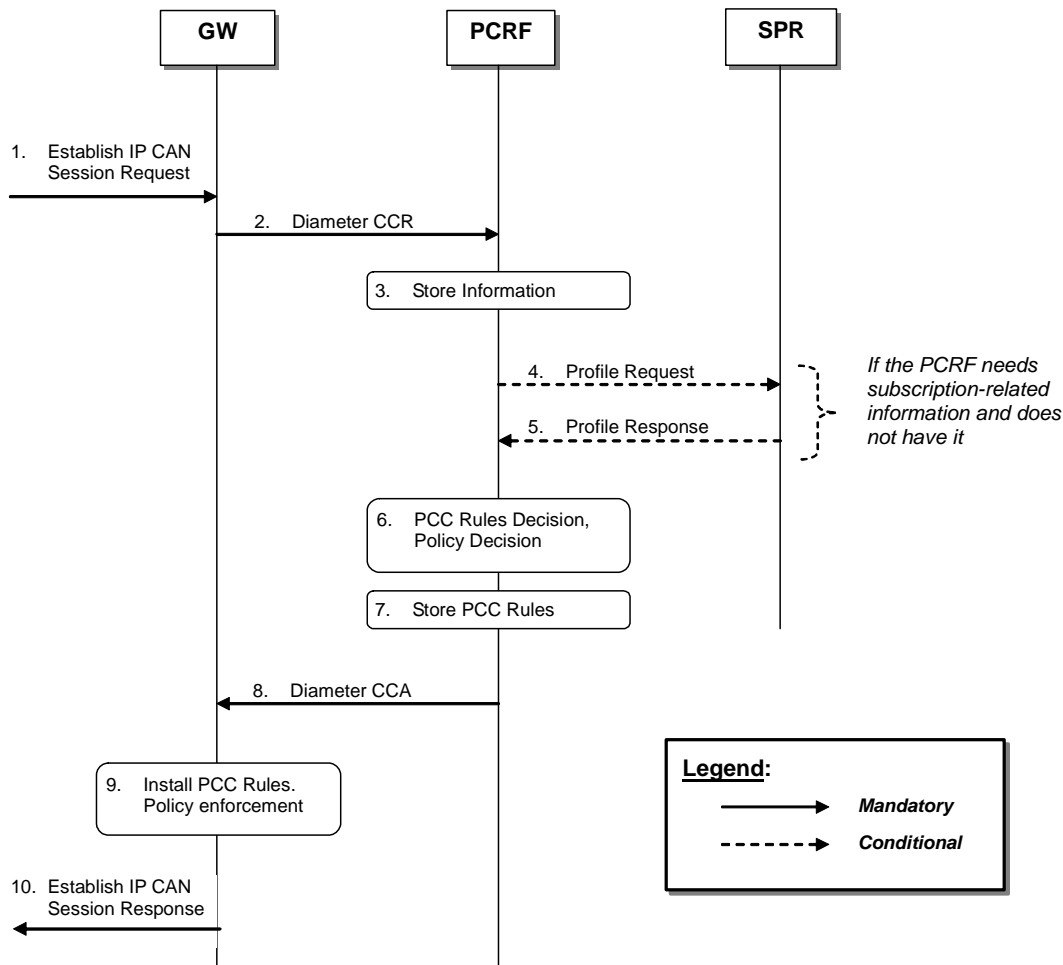 GW
PCRF
SPR
1. Establish IP CAN
Session Request
2. Diameter CCR
3. Store Information
4. Profile Request
5. Profile Response
If the PCRF needs
subscription-related
information and does
not have it
6. PCC Rules Decision,
Policy Decision
7. Store PCC Rules
8. Diameter CCA
9. Install PCC Rules.
Policy enforcement
10. Establish IP CAN
Session Response
Legend:
Mandatory
Conditional